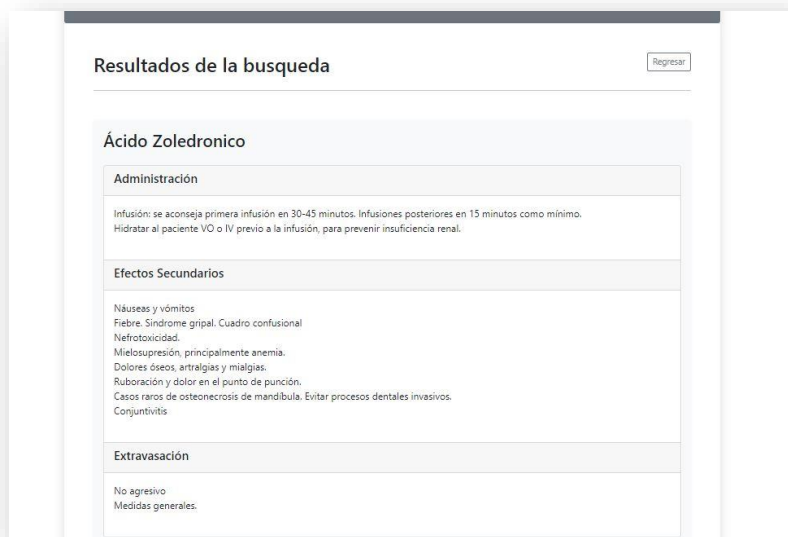 Resultados de la busqueda
Regresar
Ácido Zoledronico
Administración
Infusión: se aconseja primera infusión en 30-45 minutos. Infusiones posteriores en 15 minutos como mínimo.
Hidratar al paciente VO o IV previo a la infusión, para prevenir insuficiencia renal.
Efectos Secundarios
Náuseas y vómitos
Fiebre. Sindrome gripal. Cuadro confusional
Nefrotoxicidad.
Mielosupresión, principalmente anemia.
Dolores óseos, artralgias y mialgias.
Ruboración y dolor en el punto de punción.
Casos raros de osteonecrosis de mandíbula. Evitar procesos dentales invasivos.
Conjuntivitis
Extravasación
No agresivo
Medidas generales.